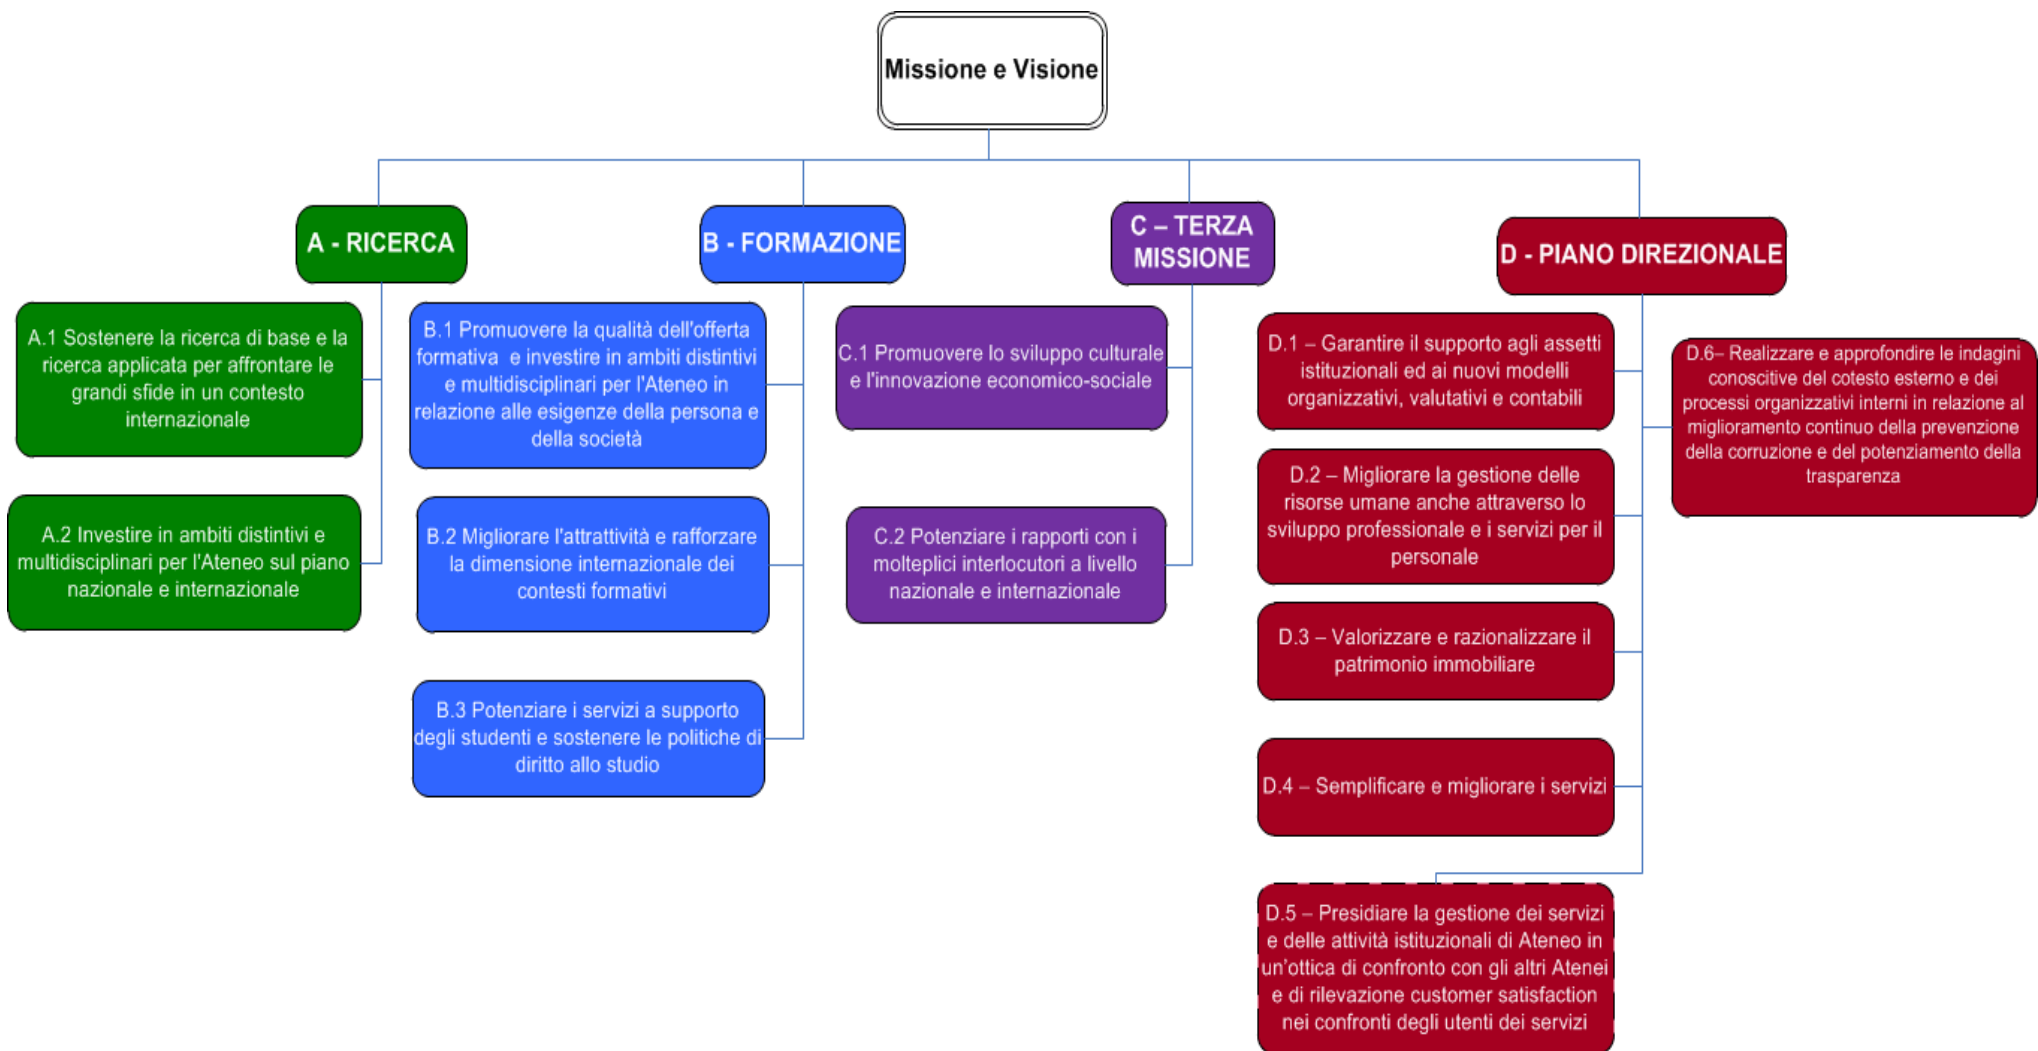 Missione e Visione
A - RICERCA
A.1 Sostenere la ricerca di base e la
ricerca applicata per affrontare le
grandi sfide in un contesto
internazionale
A.2 Investire in ambiti distintivi e
multidisciplinari per l'Ateneo sul piano
nazionale e internazionale
B - FORMAZIONE
B.1 Promuovere la qualità dell'offerta
formativa e investire in ambiti distintivi
e multidisciplinari per l'Ateneo in
relazione alle esigenze della persona e
della società
B.2 Migliorare l'attrattività e rafforzare
la dimensione internazionale dei
contesti formativi
B.3 Potenziare i servizi a supporto
degli studenti e sostenere le politiche di
diritto allo studio
C – TERZA
MISSIONE
C.1 Promuovere lo sviluppo culturale
e l'innovazione economico-sociale
C.2 Potenziare i rapporti con i
molteplici interlocutori a livello
nazionale e internazionale
D - PIANO DIREZIONALE
D.1 – Garantire il supporto agli assetti
istituzionali ed ai nuovi modelli
organizzativi, valutativi e contabili
D.2 – Migliorare la gestione delle
risorse umane anche attraverso lo
sviluppo professionale e i servizi per il
personale
D.3 – Valorizzare e razionalizzare il
patrimonio immobiliare
D.4 – Semplificare e migliorare i servizi
D.5 – Presidiare la gestione dei servizi
e delle attività istituzionali di Ateneo in
un'ottica di confronto con gli altri Atenei
e di rilevazione customer satisfaction
nei confronti degli utenti dei servizi
D.6– Realizzare e approfondire le indagini
conoscitive del cotesto esterno e dei
processi organizzativi interni in relazione al
miglioramento continuo della prevenzione
della corruzione e del potenziamento della
trasparenza